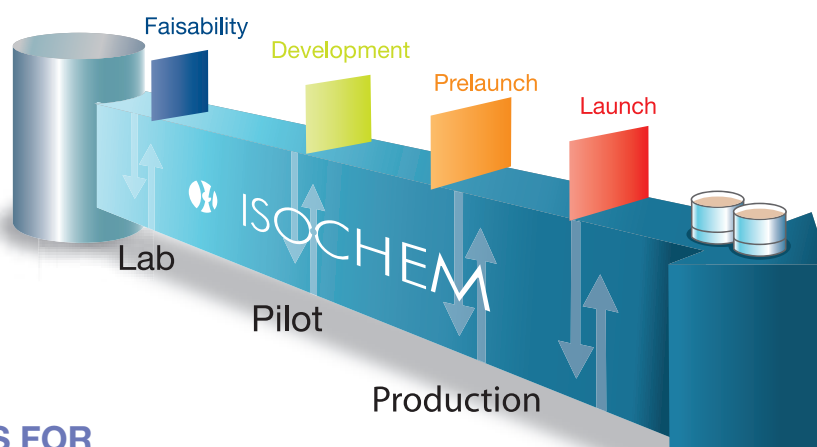 Faisability
Development
Prelaunch
Launch
ISOCHEM
Lab
Pilot
Production
S FOR